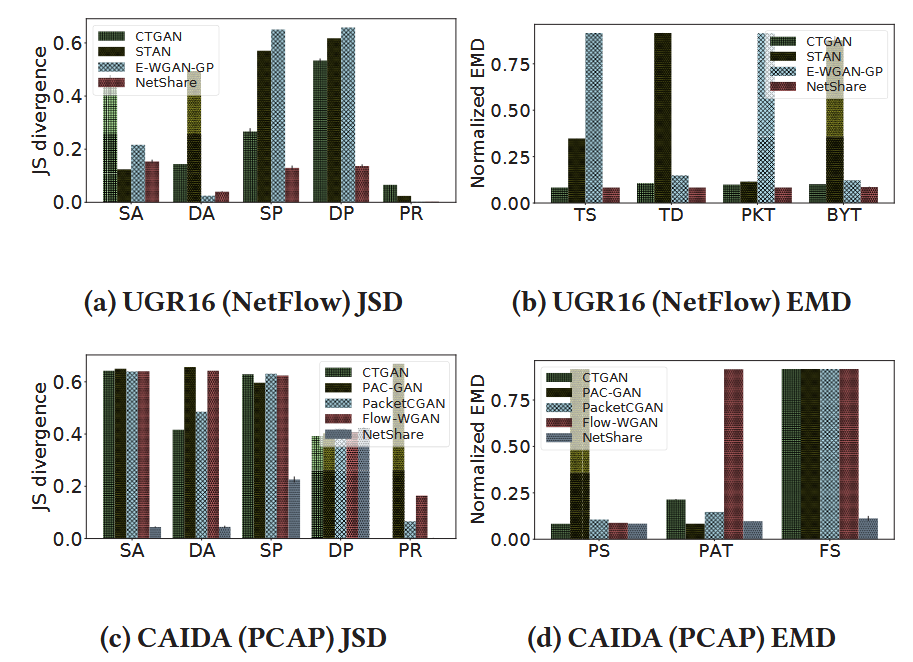 JS divergence
0.6
0.4
0.2
0.0
CTGAN
STAN
E-WGAN-GP
NetShare
SA DA SP DP PR
(a) UGR16 (NetFlow) JSD
Normalized EMD
0.75
0.50
0.25
0.00
CTGAN
STAN
E-WGAN-GP
NetShare
TS TD PKT BYT
(b) UGR16 (NetFlow) EMD
JS divergence
0.6
0.4
0.2
0.0
CTGAN
PAC-GAN
PacketCGAN
Flow-WGAN
NetShare
SA DA SP DP PR
(c) CAIDA (PCAP) JSD
Normalized EMD
0.75
0.50
0.25
0.00
CTGAN
PAC-GAN
PacketCGAN
Flow-WGAN
NetShare
PS PAT FS
(d) CAIDA (PCAP) EMD